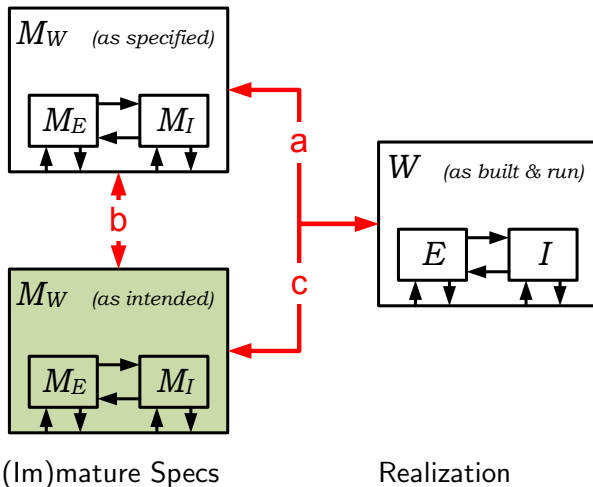 M_W (as specified)
M_E M_I
a
b
W (as built & run)
E I
c
M_W (as intended)
M_E M_I
(Im)mature Specs
Realization